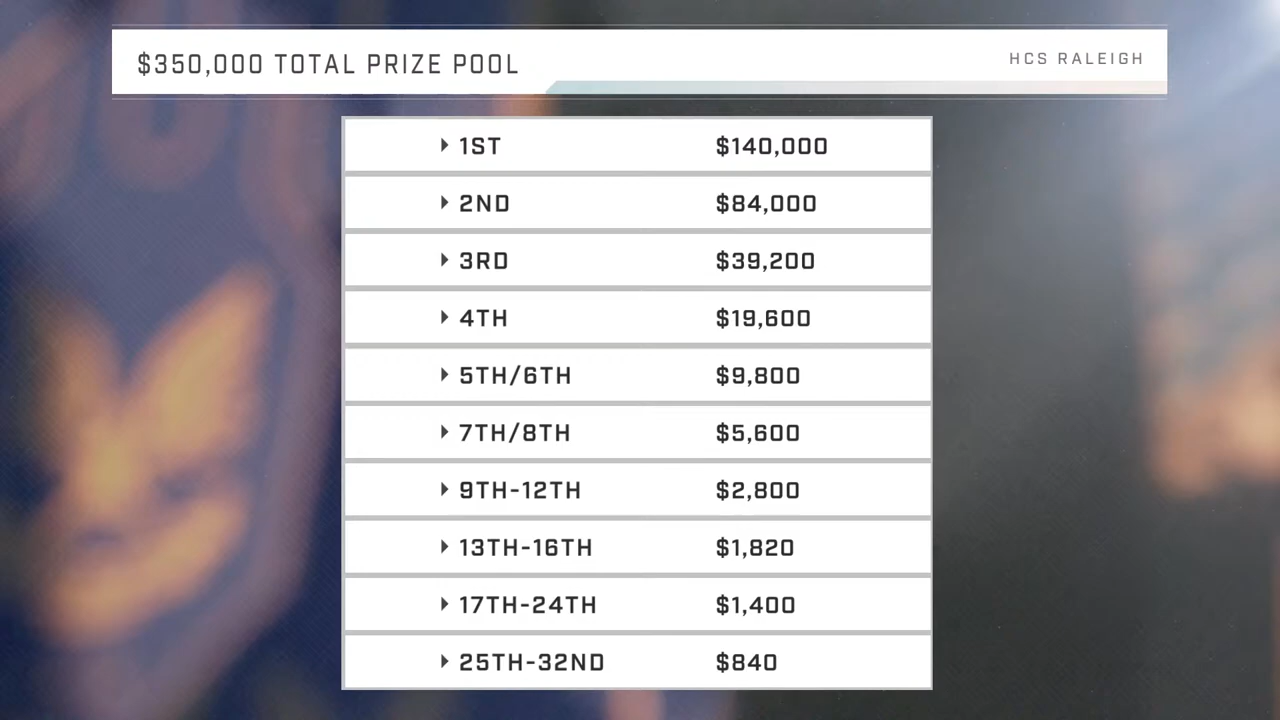 $350,000 TOTAL PRIZE POOL
HCS RALEIGH
1ST $140,000
2ND $84,000
3RD $39,200
4TH $19,600
5TH/6TH $9,800
7TH/8TH $5,600
9TH-12TH $2,800
13TH-16TH $1,820
17TH-24TH $1,400
25TH-32ND $840